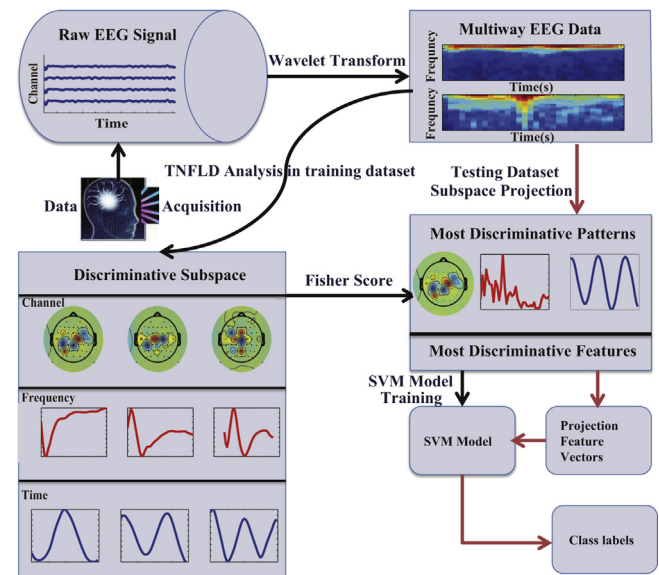 Raw EEG Signal
Channel
Time
Wavelet Transform
Multiway EEG Data
Frequncy
Time(s)
Frequncy
Time(s)
TNFLD Analysis in training dataset
Data
Acquisition
Testing Dataset
Subspace Projection
Discriminative Subspace
Channel
Frequency
Time
Fisher Score
Most Discriminative Patterns
Most Discriminative Features
SVM Model
Training
SVM Model
Projection
Feature
Vectors
Class labels